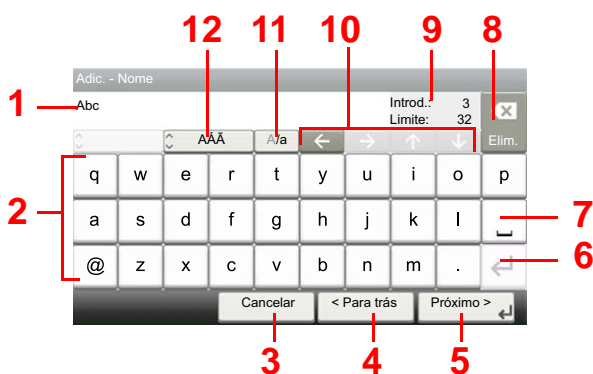 12 11 10 9 8
Adic. - Nome
1 Abc Introd.: 3
Limite: 32
AÁÃ A/a ← → ↑ ↓ Elim.
2 q w e r t y u i o p
a s d f g h j k l 7
@ z x c v b n m . 6
Cancelar < Para trás Próximo >
3 4 5